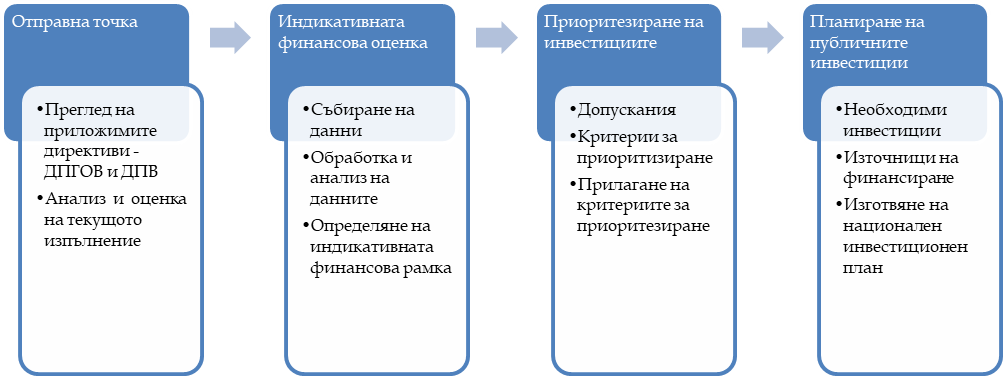 Отправна точка
•Преглед на
приложимите
директиви -
ДПГОВ и ДПВ
•Анализ и оценка
на текущото
изпълнение
Индикативната
финансова оценка
•Събиране на
данни
•Обработка и
анализ на
данните
•Определяне на
индикативната
финансова рамка
Приоритезиране на
инвестициите
•Допускания
•Критерии за
приоритизиране
•Прилагане на
критериите за
приоритезиране
Планиране на
публичните
инвестиции
•Необходими
инвестиции
•Източници на
финансиране
•Изготвяне на
национален
инвестиционен
план